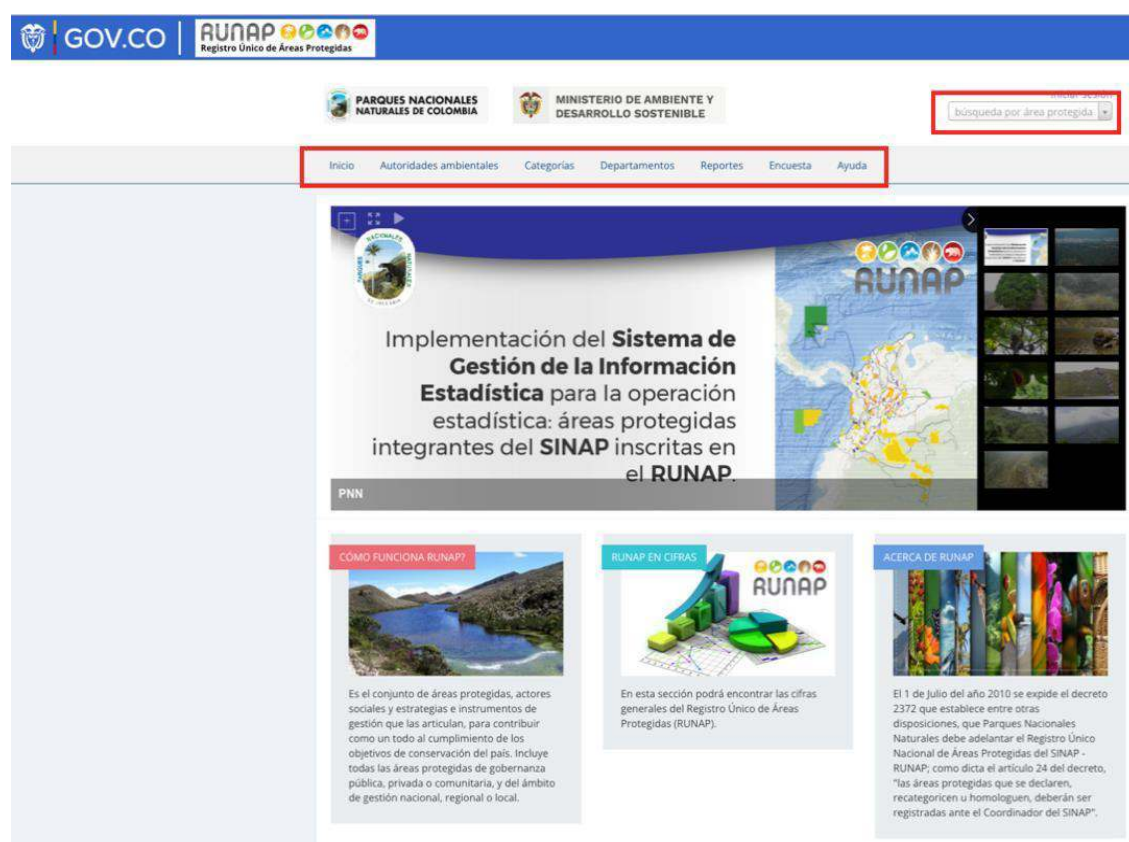 GOV.CO
RUNAP
Registro Único de Áreas Protegidas
PARQUES NACIONALES
NATURALES DE COLOMBIA
MINISTERIO DE AMBIENTE Y
DESARROLLO SOSTENIBLE
Iniciar sesión
búsqueda por área protegida
Inicio Autoridades ambientales Categorías Departamentos Reportes Encuesta Ayuda
PARQUES NACIONALES NATURALES
DE COLOMBIA
RUNAP
Implementación del Sistema de
Gestión de la Información
Estadística para la operación
estadística: áreas protegidas
integrantes del SINAP inscritas en
el RUNAP.
PNN
CÓMO FUNCIONA RUNAP?
Es el conjunto de áreas protegidas, actores
sociales y estrategias e instrumentos de
gestión que las articulan, para contribuir
como un todo al cumplimiento de los
objetivos de conservación del país. Incluye
todas las áreas protegidas de gobernanza
pública, privada o comunitaria, y del ámbito
de gestión nacional, regional o local.
RUNAP EN CIFRAS
RUNAP
En esta sección podrá encontrar las cifras
generales del Registro Único de Áreas
Protegidas (RUNAP).
ACERCA DE RUNAP
El 1 de Julio del año 2010 se expide el decreto
2372 que establece entre otras
disposiciones, que Parques Nacionales
Naturales debe adelantar el Registro Único
Nacional de Áreas Protegidas del SINAP -
RUNAP; como dicta el artículo 24 del decreto,
"las áreas protegidas que se declaren,
recategoricen u homologuen, deberán ser
registradas ante el Coordinador del SINAP".